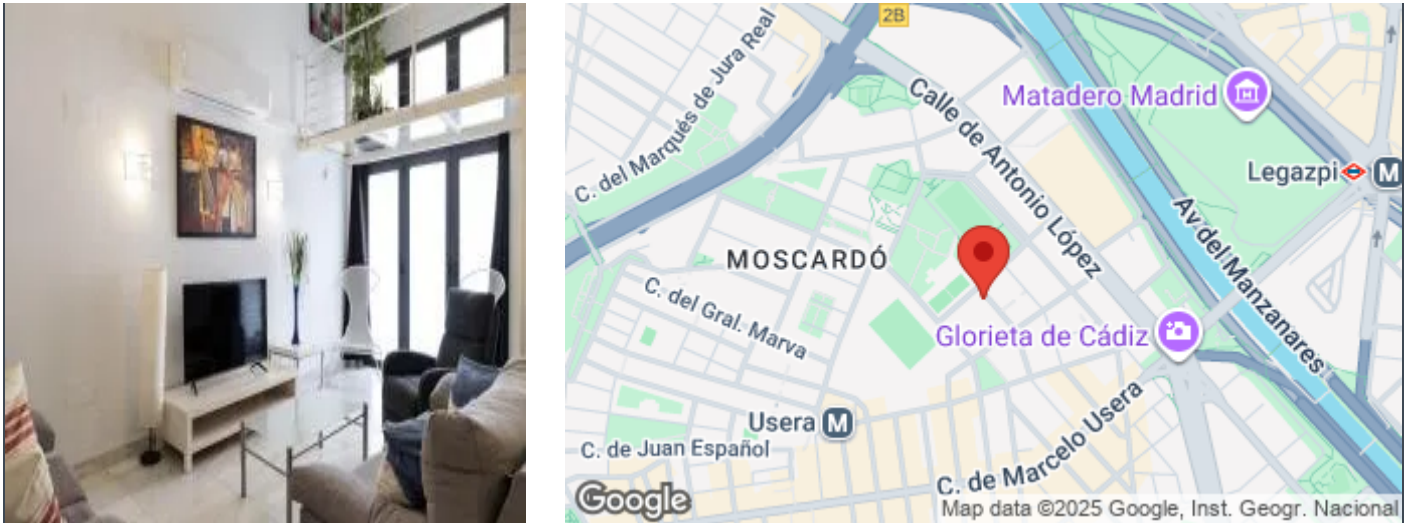 2B
C. del Marqués de Jura Real
Calle de Antonio López
Matadero Madrid
Legazpi
M
Av. del Manzanares
MOSCARDÓ
C. del Gral. Marva
Glorieta de Cádiz
Usera M
C. de Juan Español
C. de Marcelo Usera
Google
Map data ©2025 Google, Inst. Geogr. Nacional